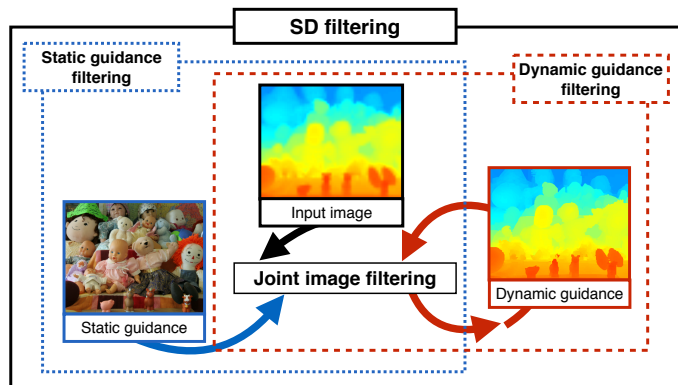 SD filtering
Static guidance
filtering
Dynamic guidance
filtering
Input image
Joint image filtering
Static guidance
Dynamic guidance